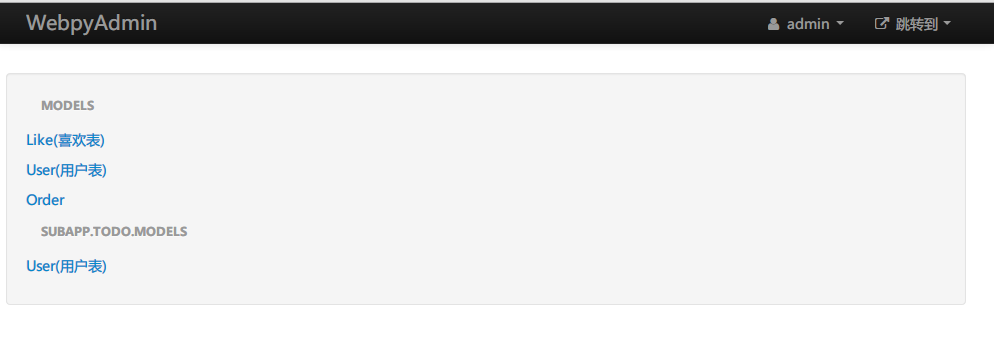 WebpyAdmin admin 跳转到
MODELS
Like(喜欢表)
User(用户表)
Order
SUBAPP.TODO.MODELS
User(用户表)